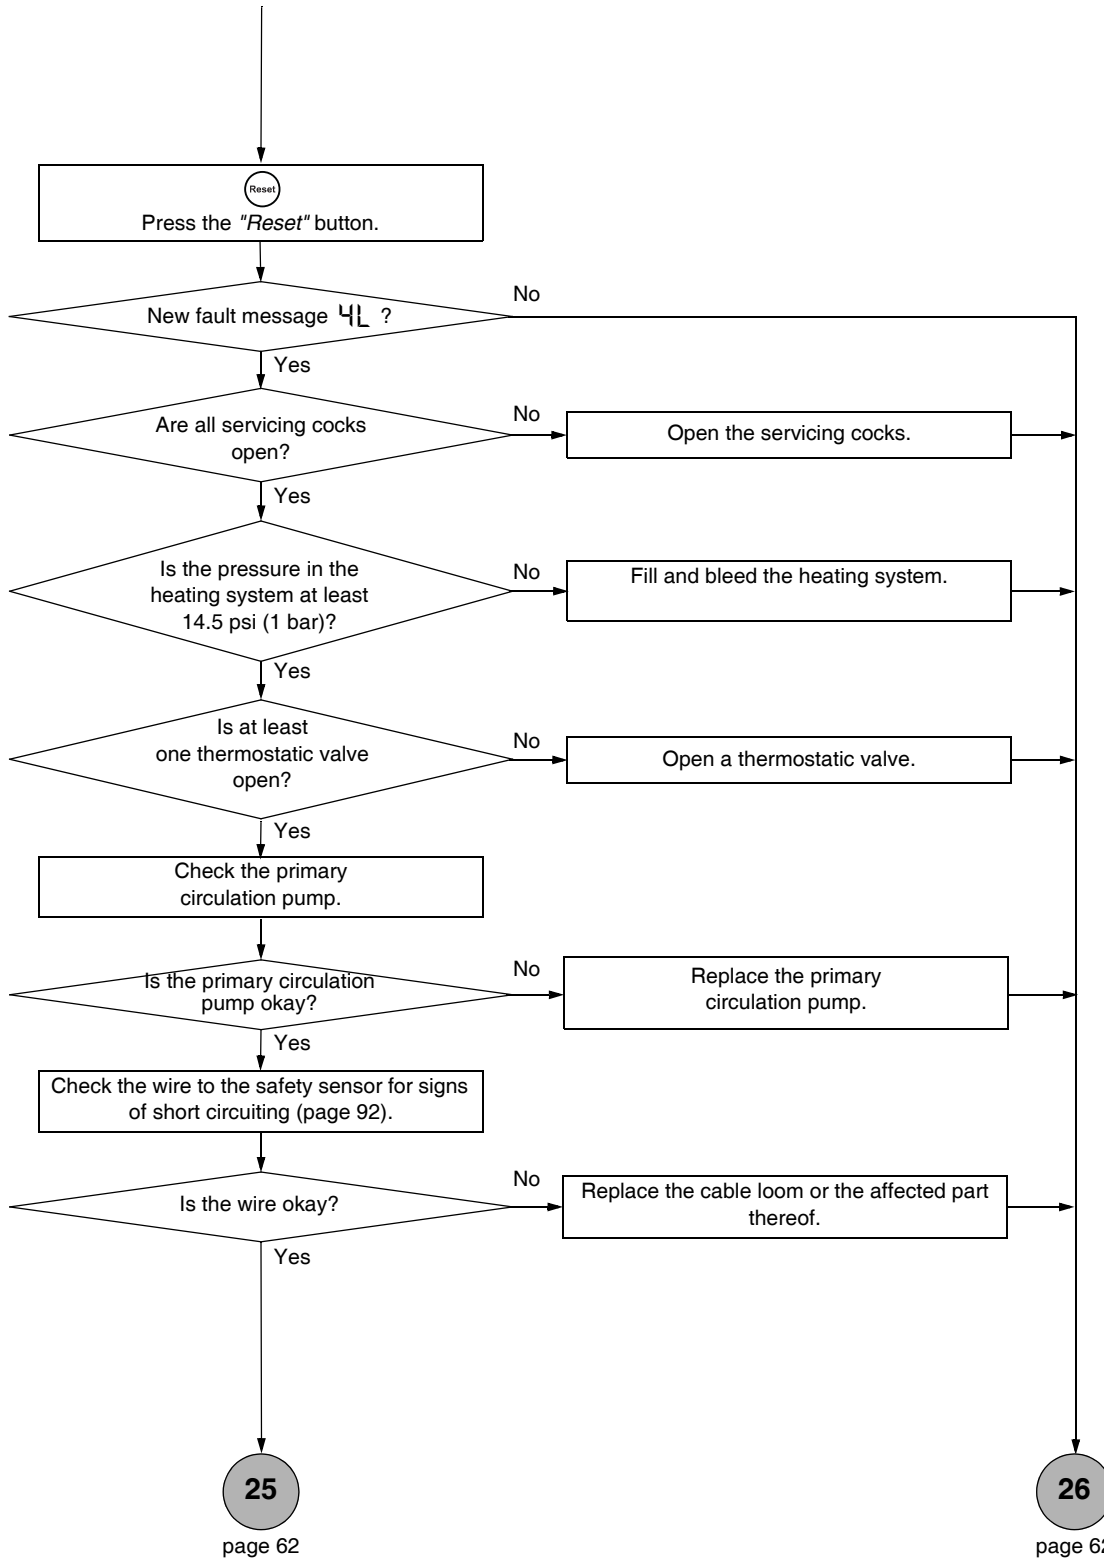 Reset
Press the "Reset" button.
New fault message 4L ?
No
Yes
Are all servicing cocks
open?
No
Open the servicing cocks.
Yes
Is the pressure in the
heating system at least
14.5 psi (1 bar)?
No
Fill and bleed the heating system.
Yes
Is at least
one thermostatic valve
open?
No
Open a thermostatic valve.
Yes
Check the primary
circulation pump.
Is the primary circulation
pump okay?
No
Replace the primary
circulation pump.
Yes
Check the wire to the safety sensor for signs
of short circuiting (page 92).
Is the wire okay?
No
Replace the cable loom or the affected part
thereof.
Yes
25
page 62
26
page 62